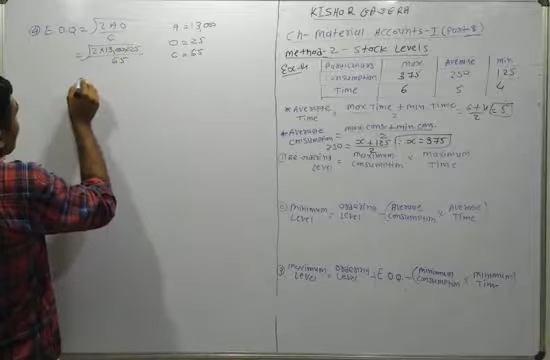 ④ E.O.Q = √2AO/C
A = 1300
= √2×1300×25/65
O = 25
C = 65
KISHOR GAJERA
Ch- Material Accounts-I (Part-8)
method-2 - Stock Levels
Ex-4
Particulars max Average min
Consumption 375 250 125
Time 6 5 4
* Average Time = max Time + min. Time / 2 = 6+4/2 = 5
* Average Consumption = max cons + min con. / 2
250 = x+125/2 ∴ x = 375
① Re-ordering Level = maximum Consumption × maximum Time
② Minimum Level = ordering Level - (Average Consumption × Average Time)
③ maximum Level = ordering Level + E.O.Q. - (minimum Consumption × minimum Time)